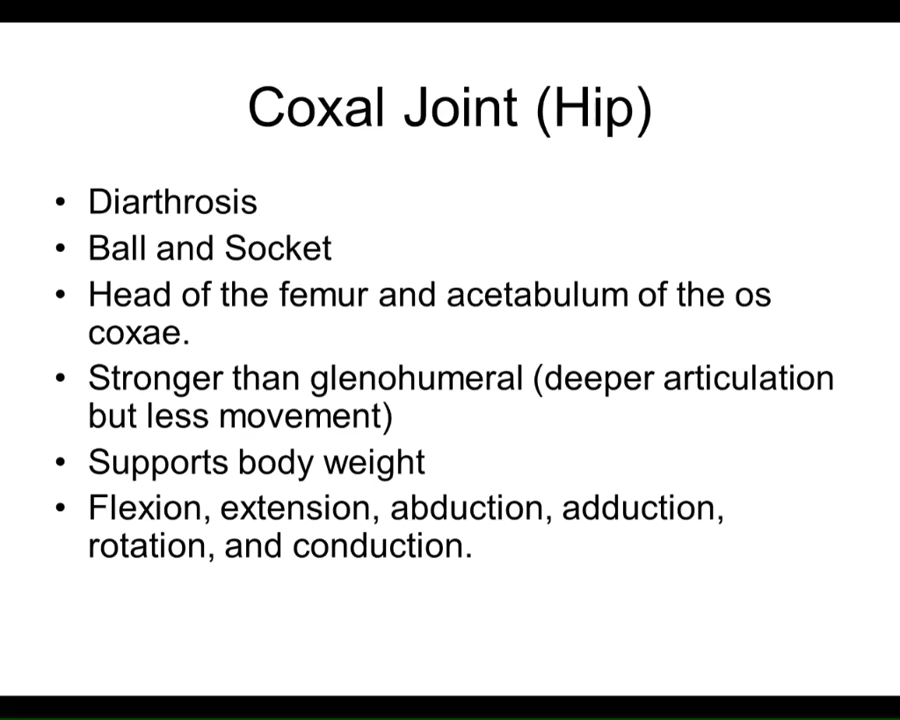 Coxal Joint (Hip)
• Diarthrosis
• Ball and Socket
• Head of the femur and acetabulum of the os
coxae.
• Stronger than glenohumeral (deeper articulation
but less movement)
• Supports body weight
• Flexion, extension, abduction, adduction,
rotation, and conduction.